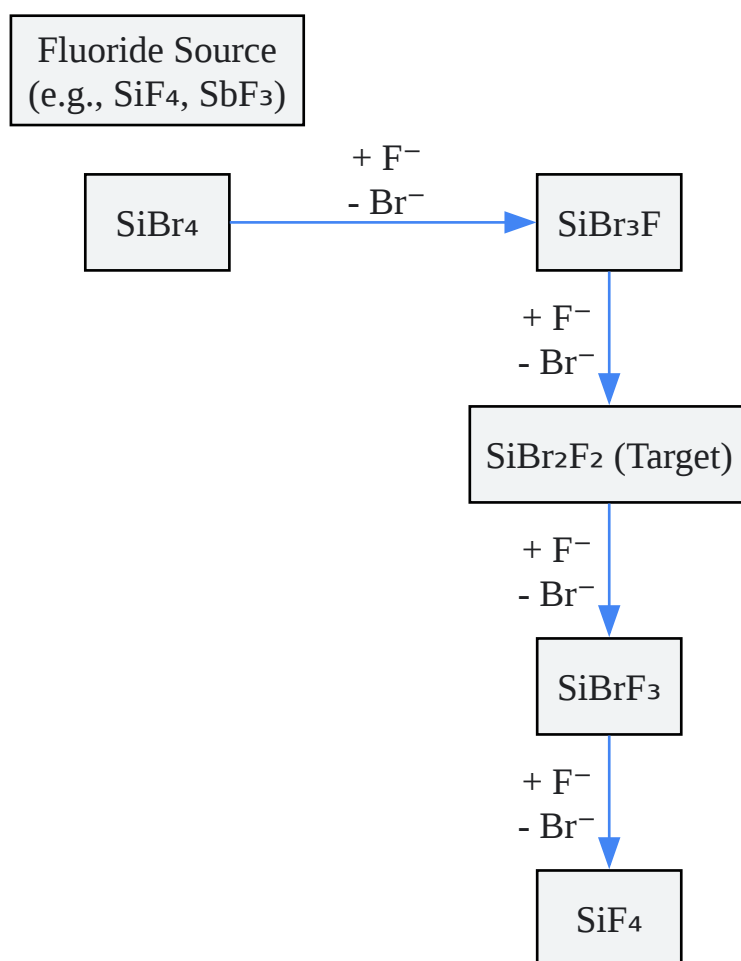 Fluoride Source
(e.g., SiF₄, SbF₃)
+ F⁻
- Br⁻
SiBr₄
SiBr₃F
+ F⁻
- Br⁻
SiBr₂F₂ (Target)
+ F⁻
- Br⁻
SiBrF₃
+ F⁻
- Br⁻
SiF₄